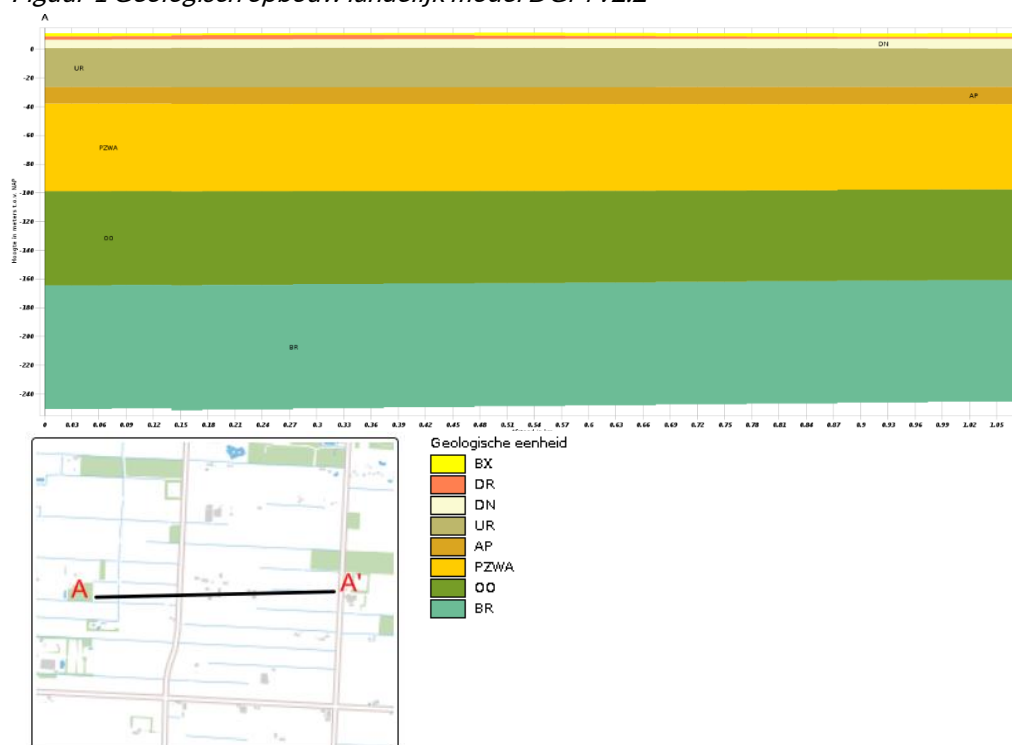 Figuur 1 Geologisch opbouw landelijk model DGM v2.2
A
0
-20
-40
-60
-80
-100
-120
-140
-160
-180
-200
-220
-240
Hoogte in meters t.o.v. NAP
DN
UR
AP
PZWA
OO
BR
0 0.03 0.06 0.09 0.12 0.15 0.18 0.21 0.24 0.27 0.3 0.33 0.36 0.39 0.42 0.45 0.48 0.51 0.54 0.57 0.6 0.63 0.66 0.69 0.72 0.75 0.78 0.81 0.84 0.87 0.9 0.93 0.96 0.99 1.02 1.05
A
A'
Geologische eenheid
BX
DR
DN
UR
AP
PZWA
OO
BR